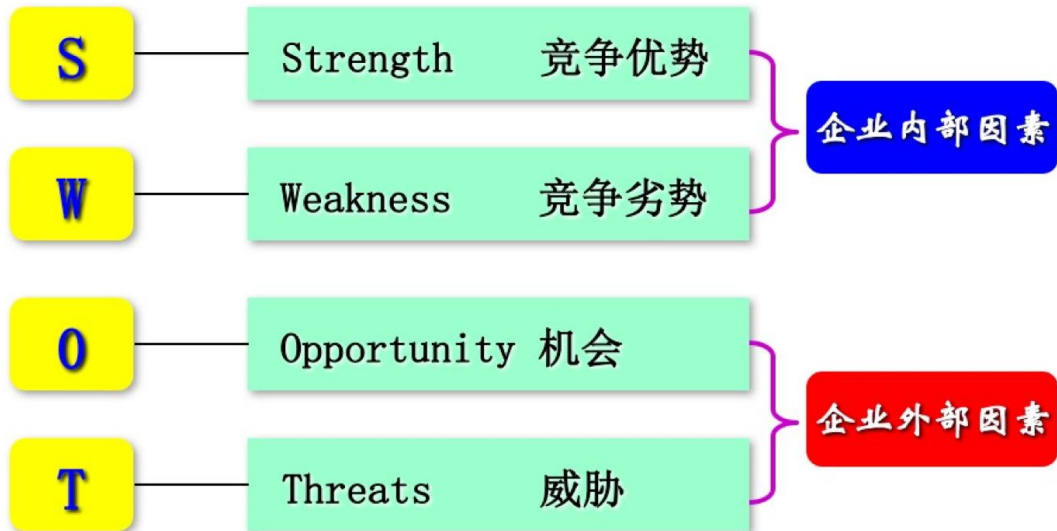 S
Strength 竞争优势
企业内部因素
W
Weakness 竞争劣势
O
Opportunity 机会
企业外部因素
T
Threats 威胁